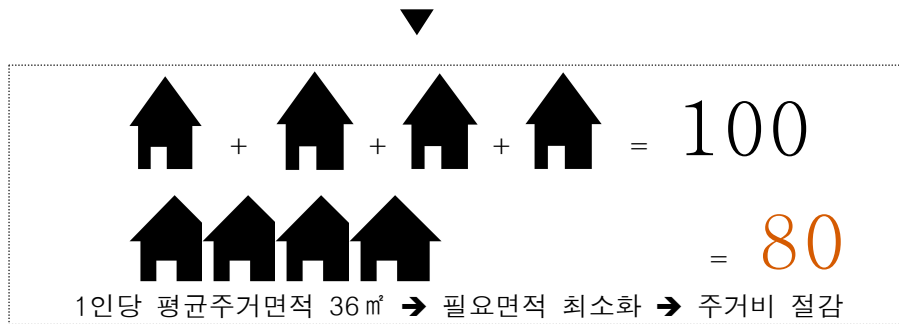 + + + = 100
= 80
1인당 평균주거면적 36㎡ ➔ 필요면적 최소화 ➔ 주거비 절감